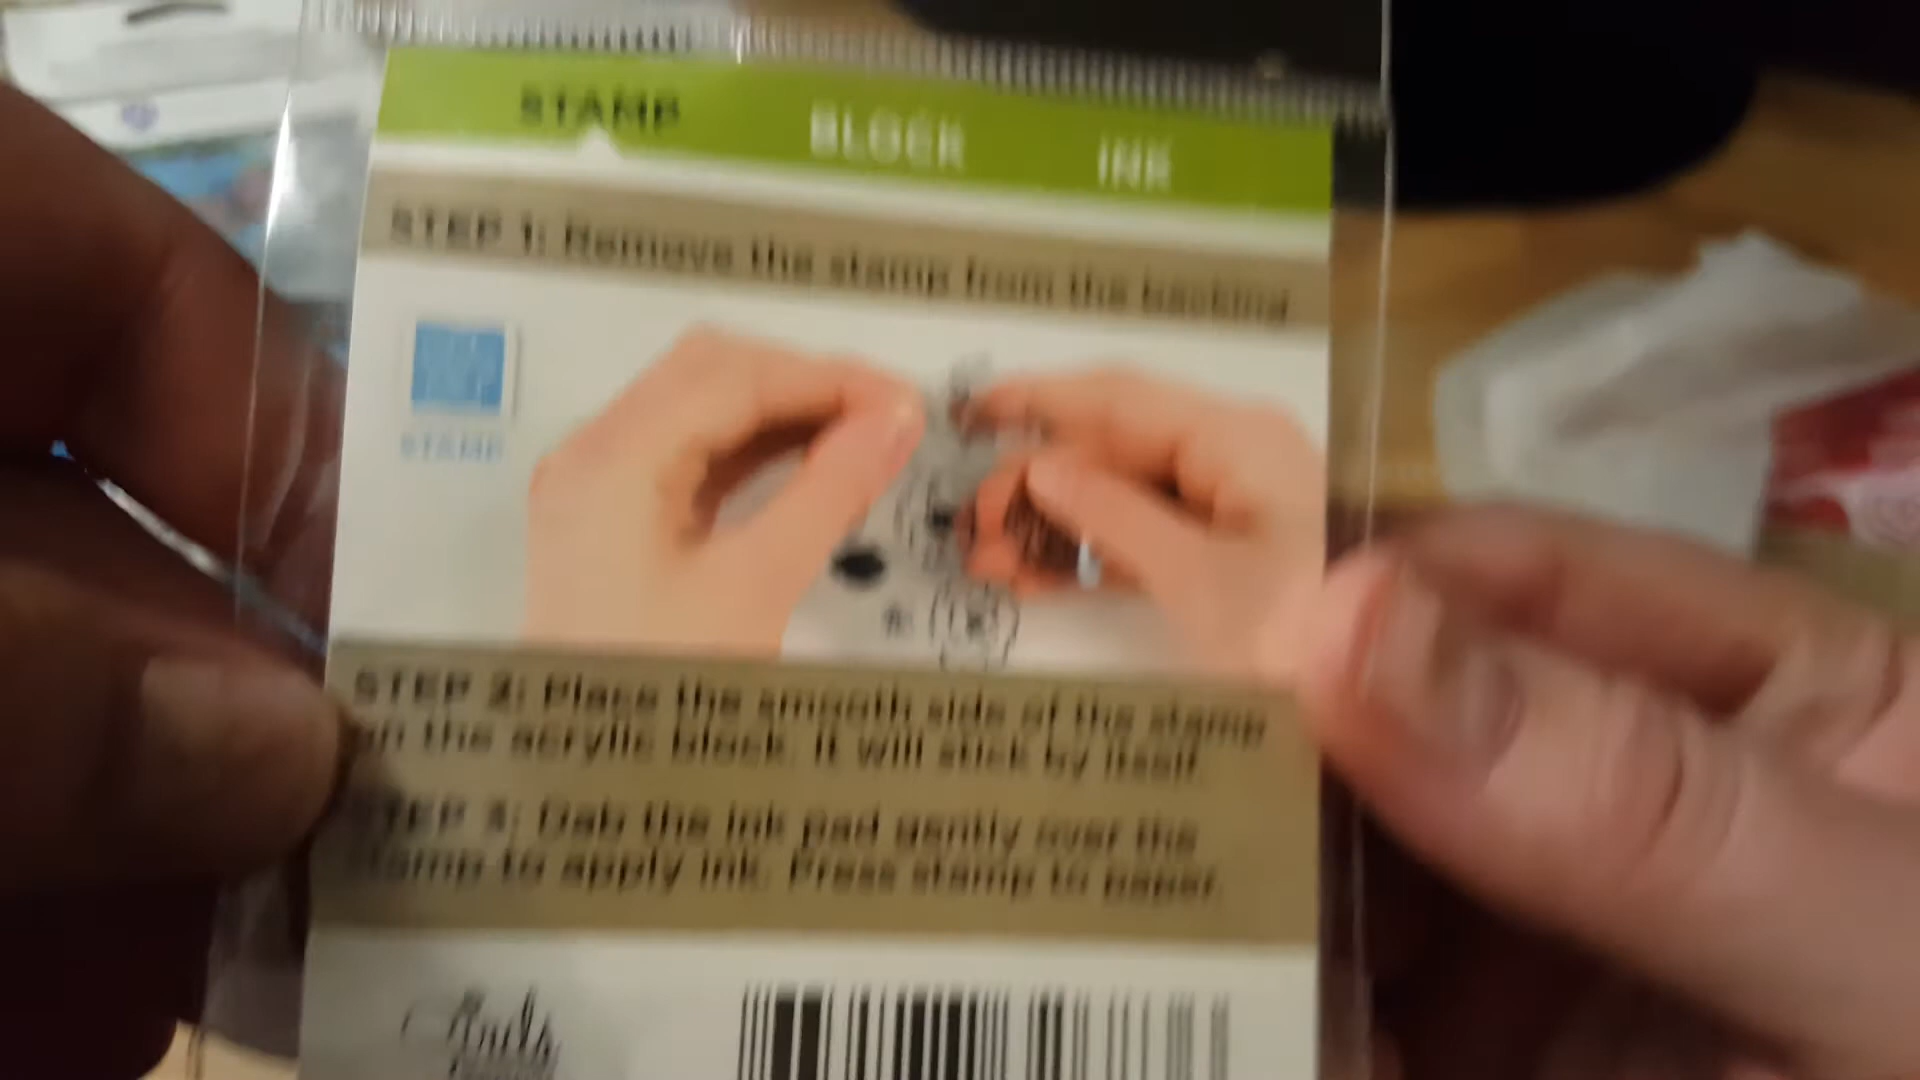 STAMP BLOCK INK
STEP 1: Remove the stamp from the backing
STAMP
STEP 2: Place the smooth side of the stamp
on the acrylic block. It will stick by itself.
STEP 3: Dab the ink pad gently over the
stamp to apply ink. Press stamp to paper.